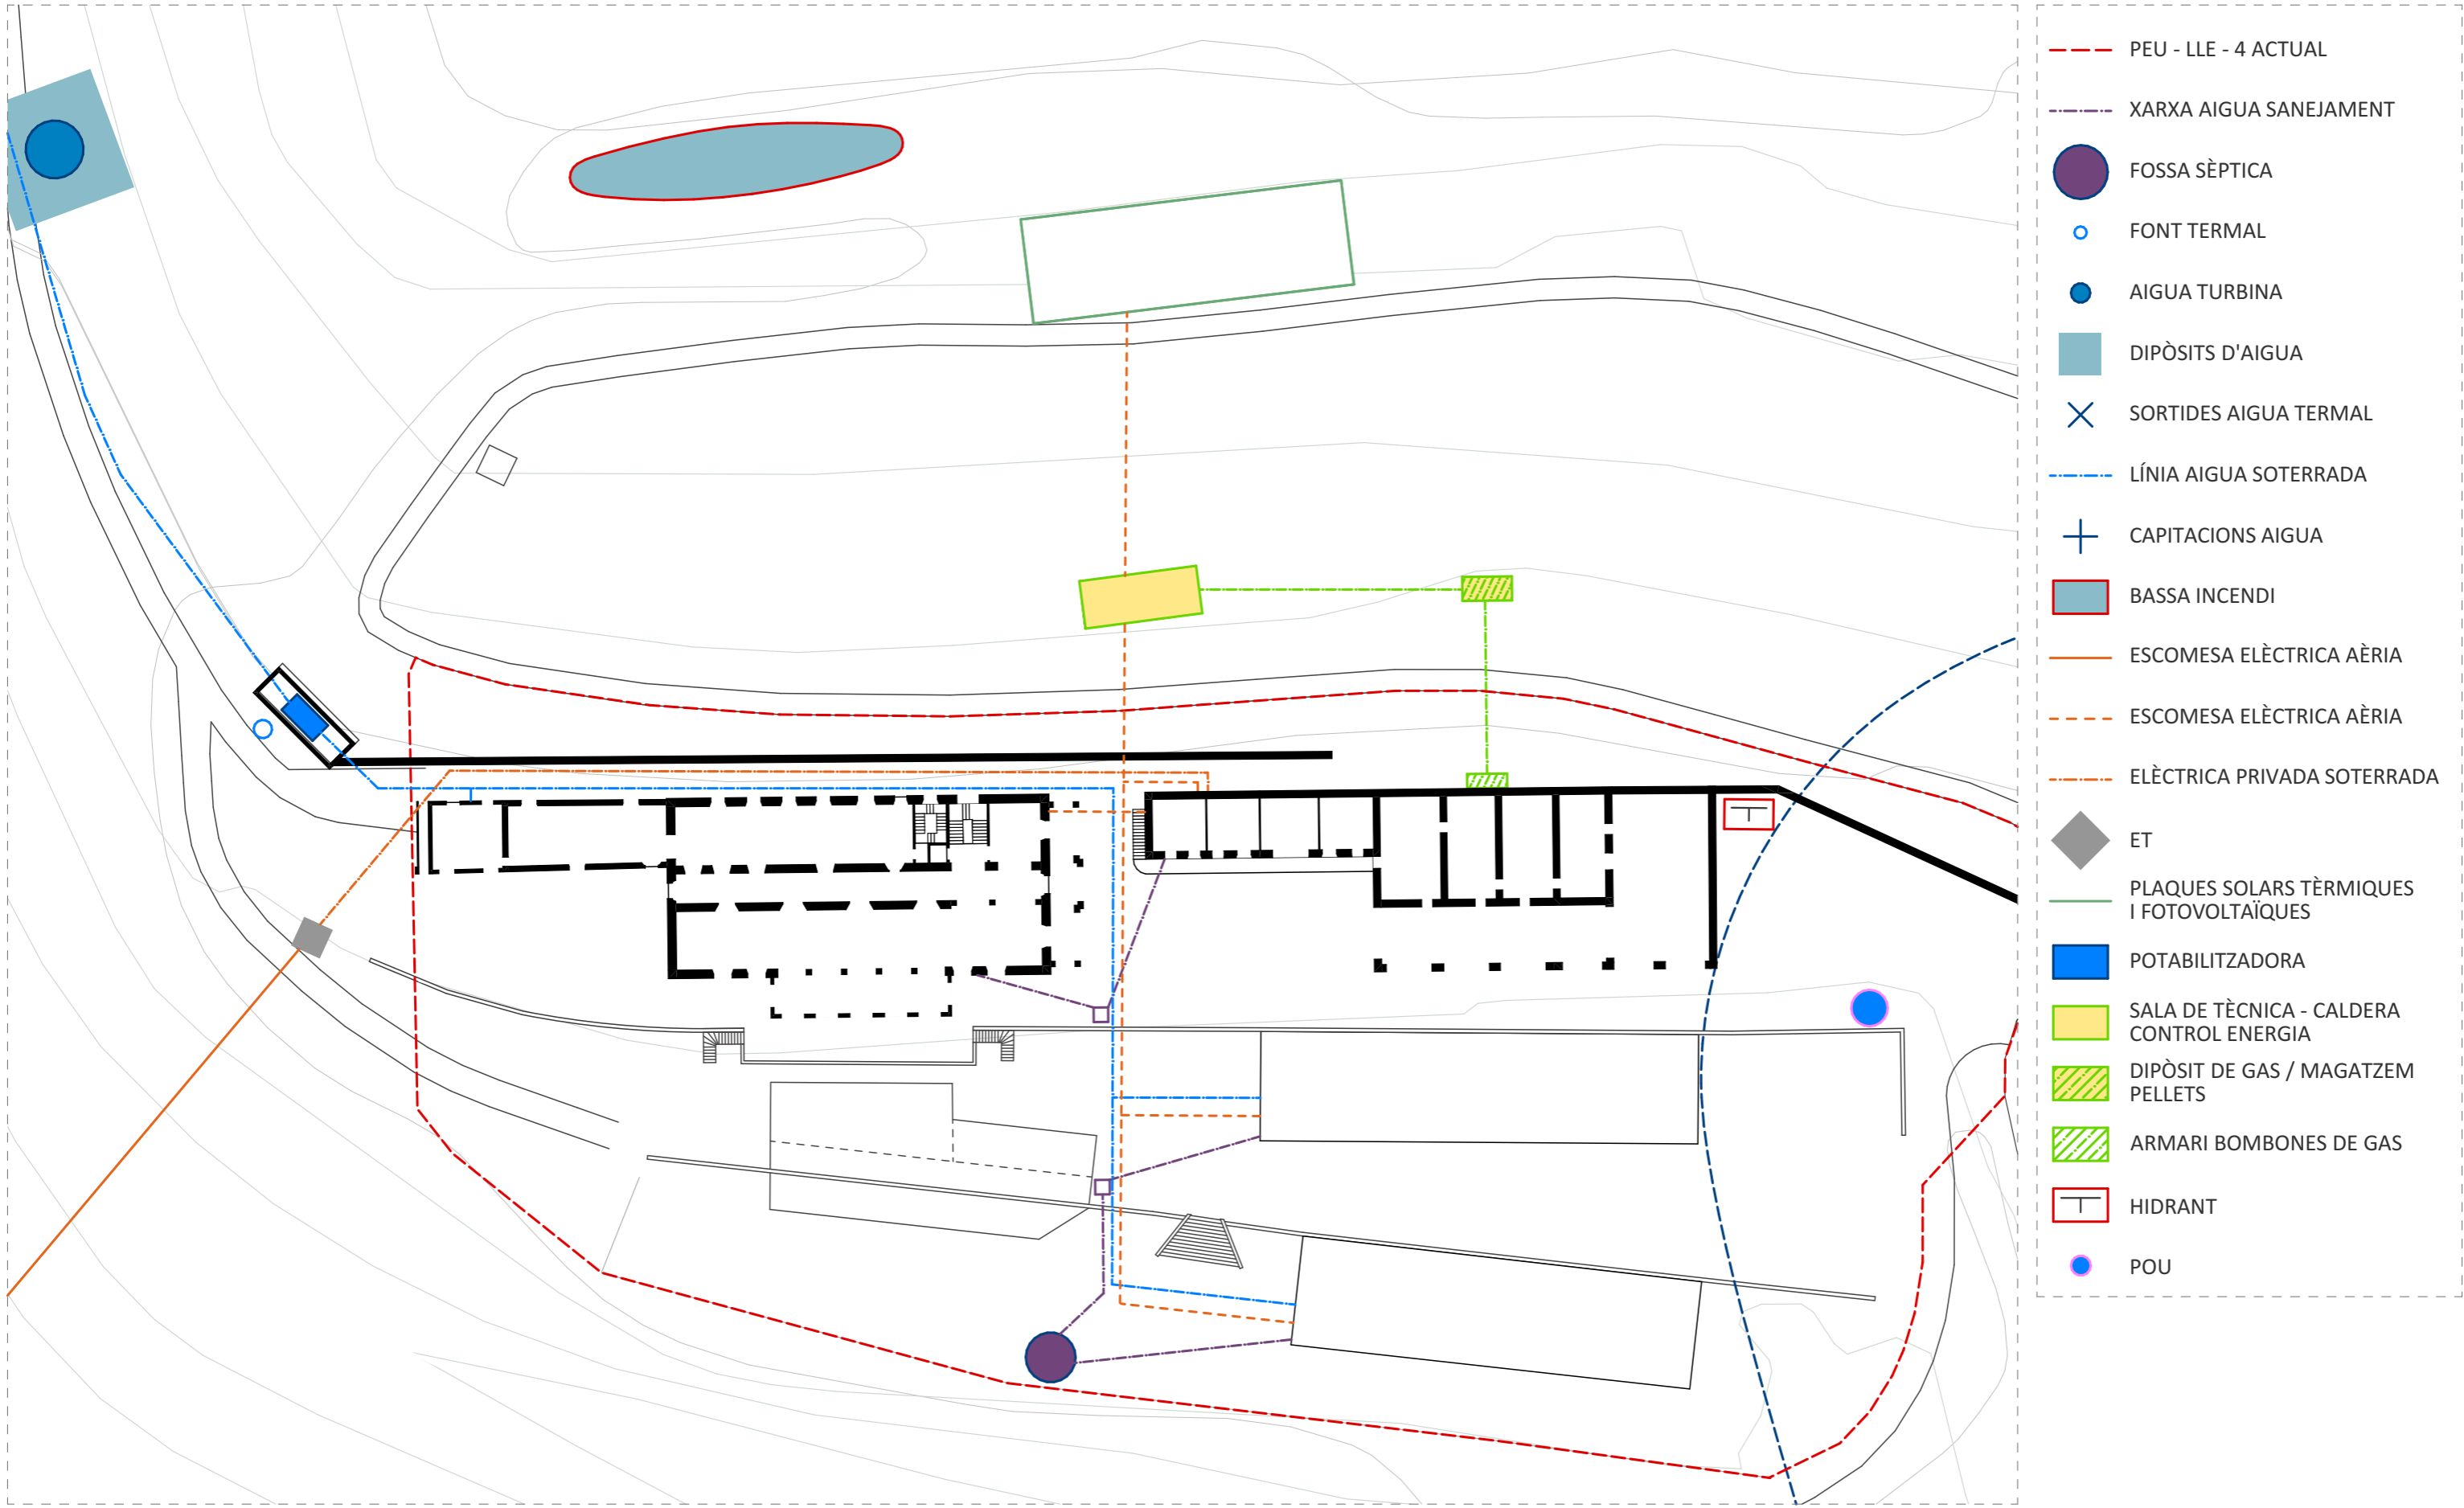 PEU - LLE - 4 ACTUAL
XARXA AIGUA SANEJAMENT
FOSSA SÈPTICA
FONT TERMAL
AIGUA TURBINA
DIPÒSITS D'AIGUA
SORTIDES AIGUA TERMAL
LÍNIA AIGUA SOTERRADA
CAPITACIONS AIGUA
BASSA INCENDI
ESCOMESA ELÈCTRICA AÈRIA
ESCOMESA ELÈCTRICA AÈRIA
ELÈCTRICA PRIVADA SOTERRADA
ET
PLAQUES SOLARS TÈRMIQUES
I FOTOVOLTAÏQUES
POTABILITZADORA
SALA DE TÈCNICA - CALDERA
CONTROL ENERGIA
DIPÒSIT DE GAS / MAGATZEM
PELLETS
ARMARI BOMBONES DE GAS
HIDRANT
POU